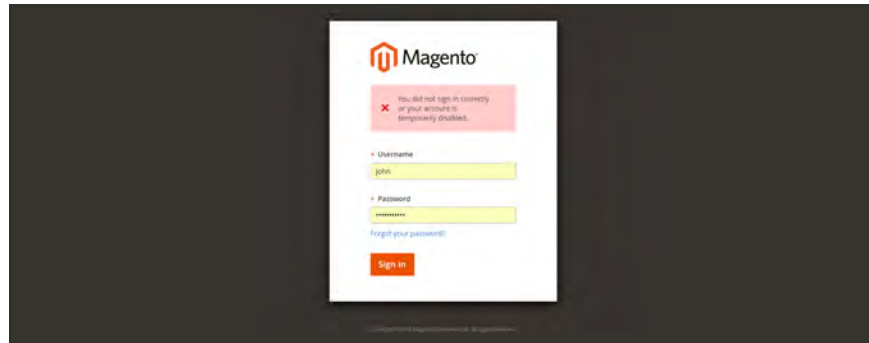 Magento
You did not sign in correctly
or your account is
temporarily disabled.
* Username
john
* Password
•••••••••••
Forgot your password?
Sign in